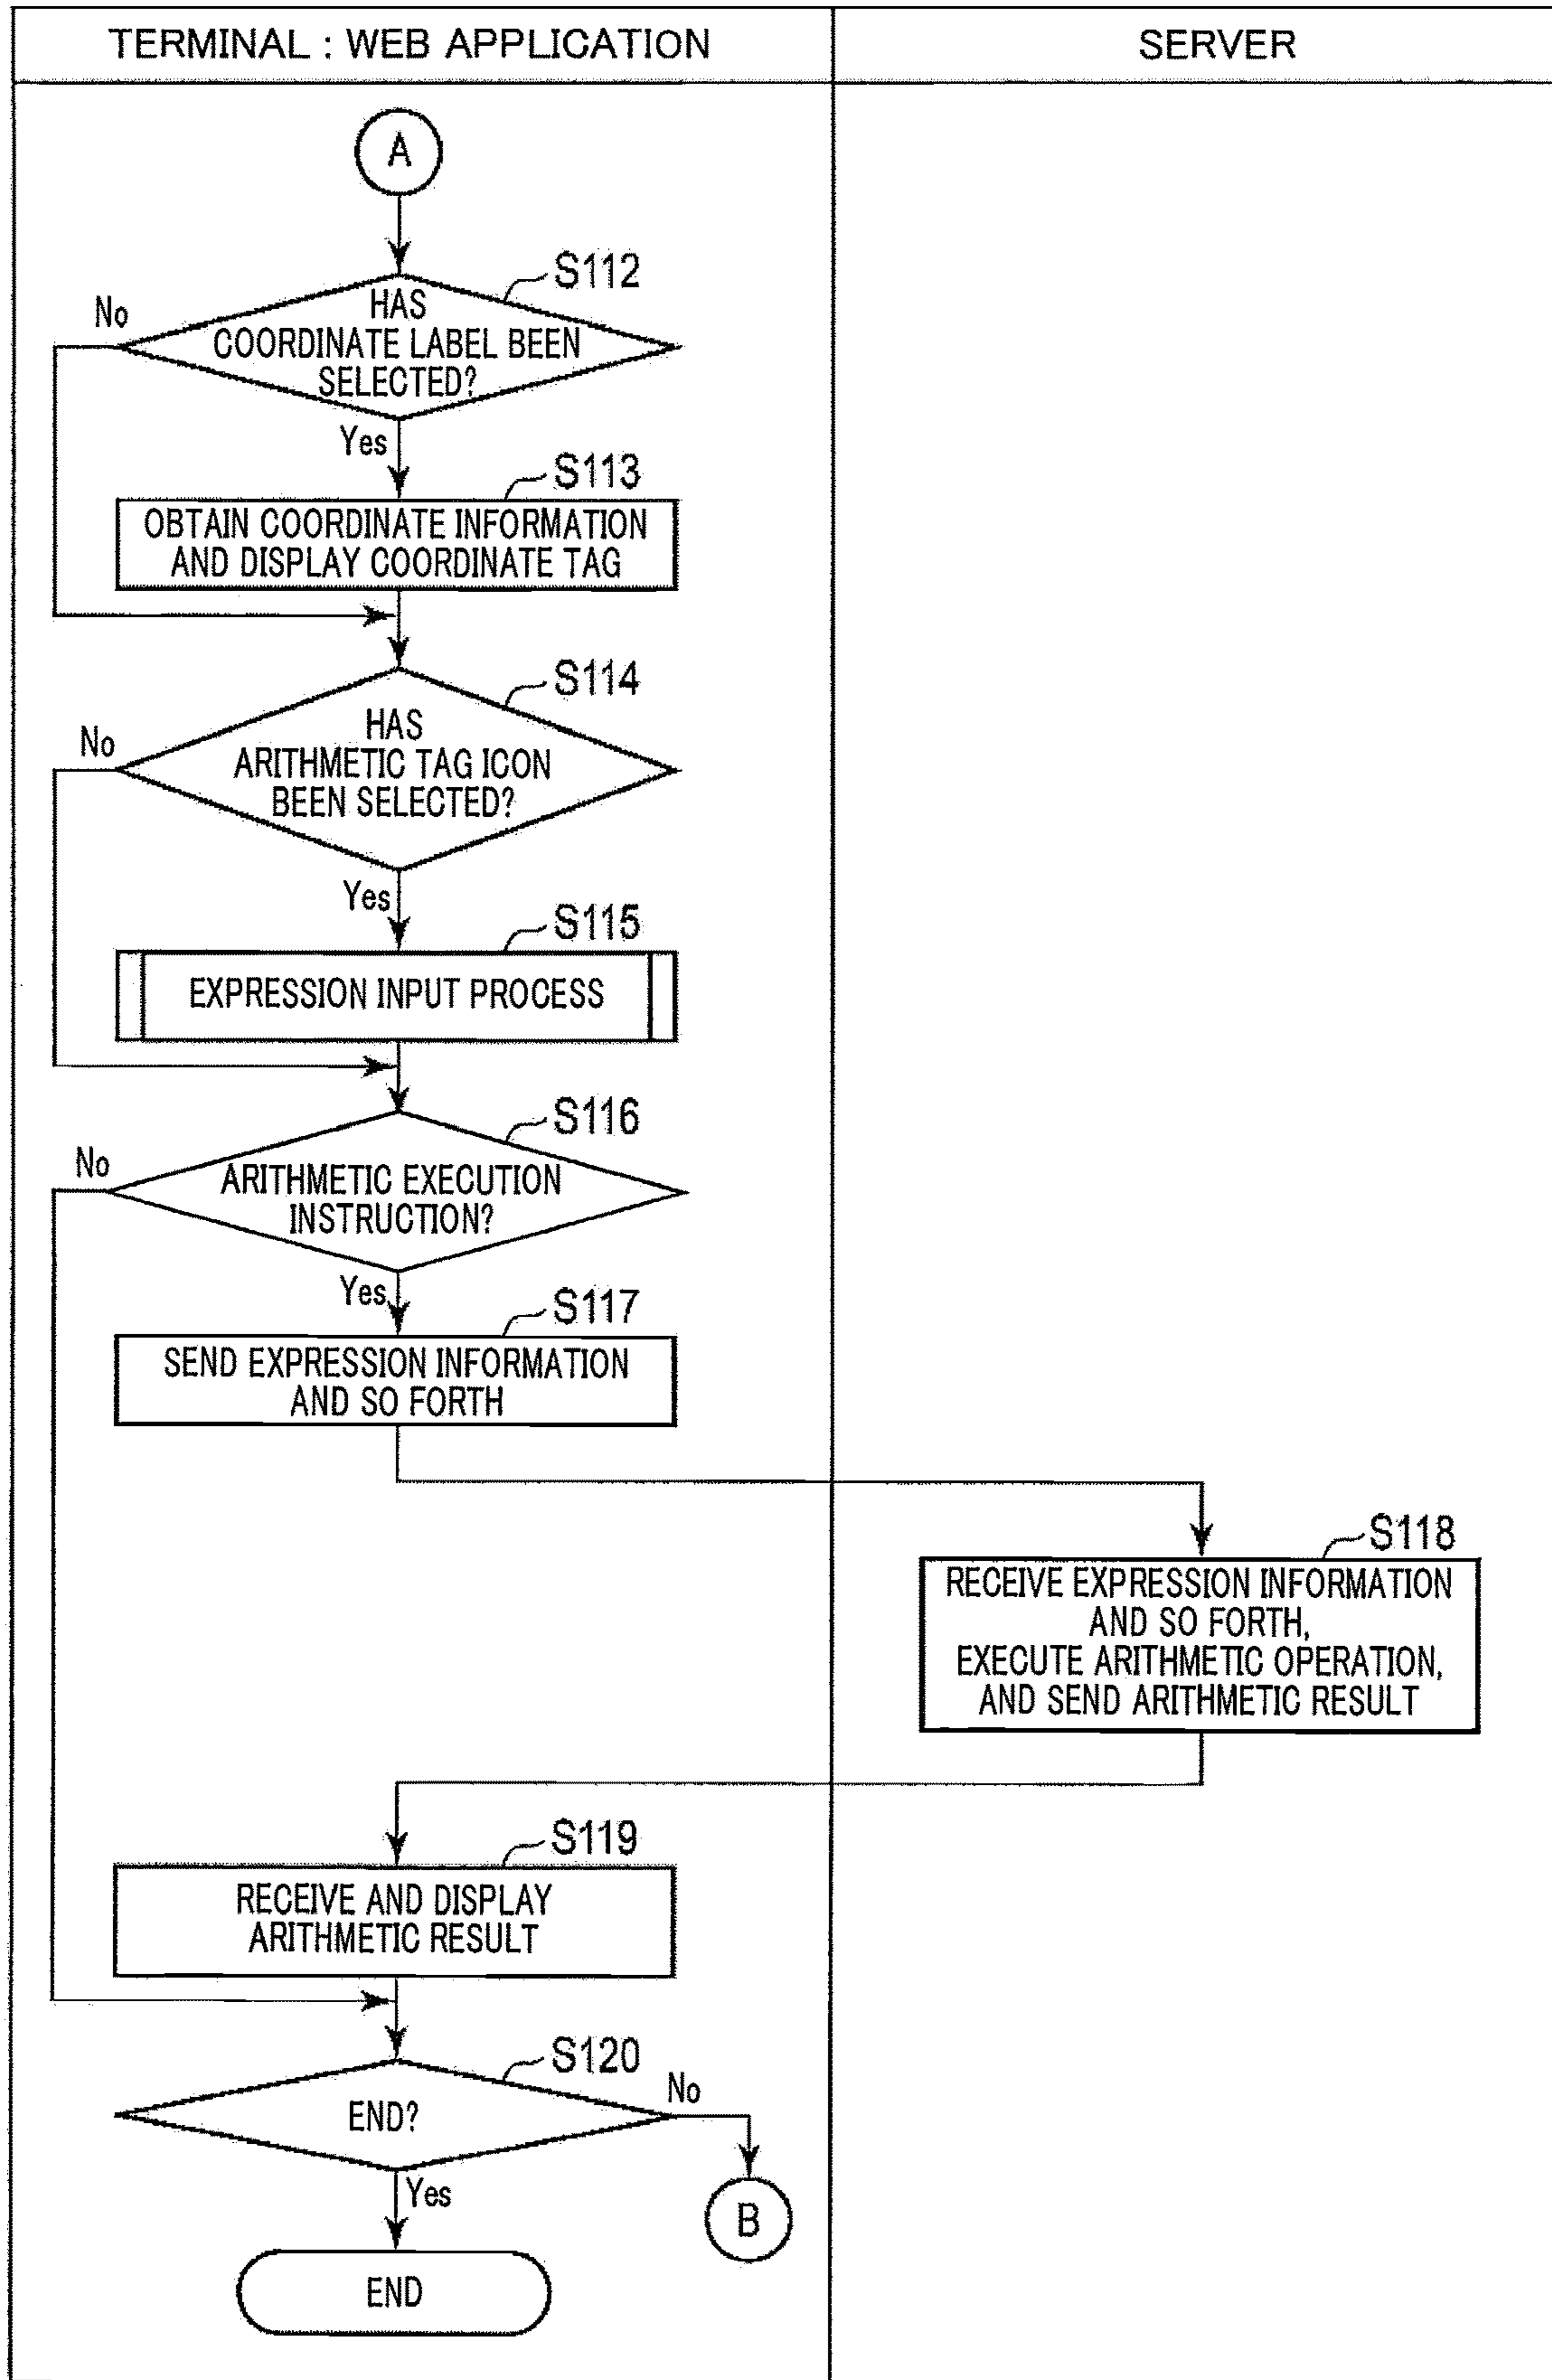 TERMINAL : WEB APPLICATION
SERVER
A
S112
No
HAS
COORDINATE LABEL BEEN
SELECTED?
Yes
S113
OBTAIN COORDINATE INFORMATION
AND DISPLAY COORDINATE TAG
S114
No
HAS
ARITHMETIC TAG ICON
BEEN SELECTED?
Yes
S115
EXPRESSION INPUT PROCESS
S116
No
ARITHMETIC EXECUTION
INSTRUCTION?
Yes
S117
SEND EXPRESSION INFORMATION
AND SO FORTH
S118
RECEIVE EXPRESSION INFORMATION
AND SO FORTH,
EXECUTE ARITHMETIC OPERATION,
AND SEND ARITHMETIC RESULT
S119
RECEIVE AND DISPLAY
ARITHMETIC RESULT
S120
No
END?
Yes
B
END